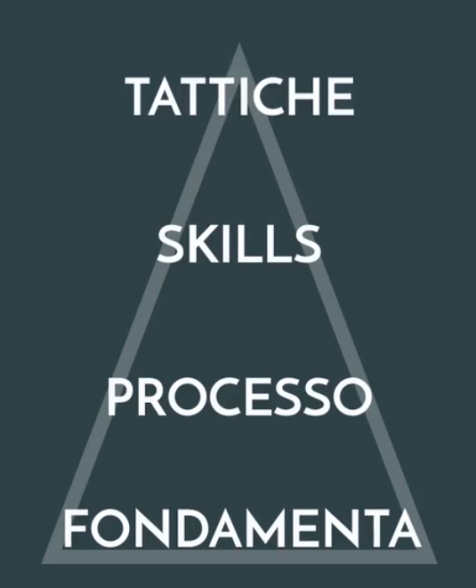 TATTICHE
SKILLS
PROCESSO
FONDAMENTA